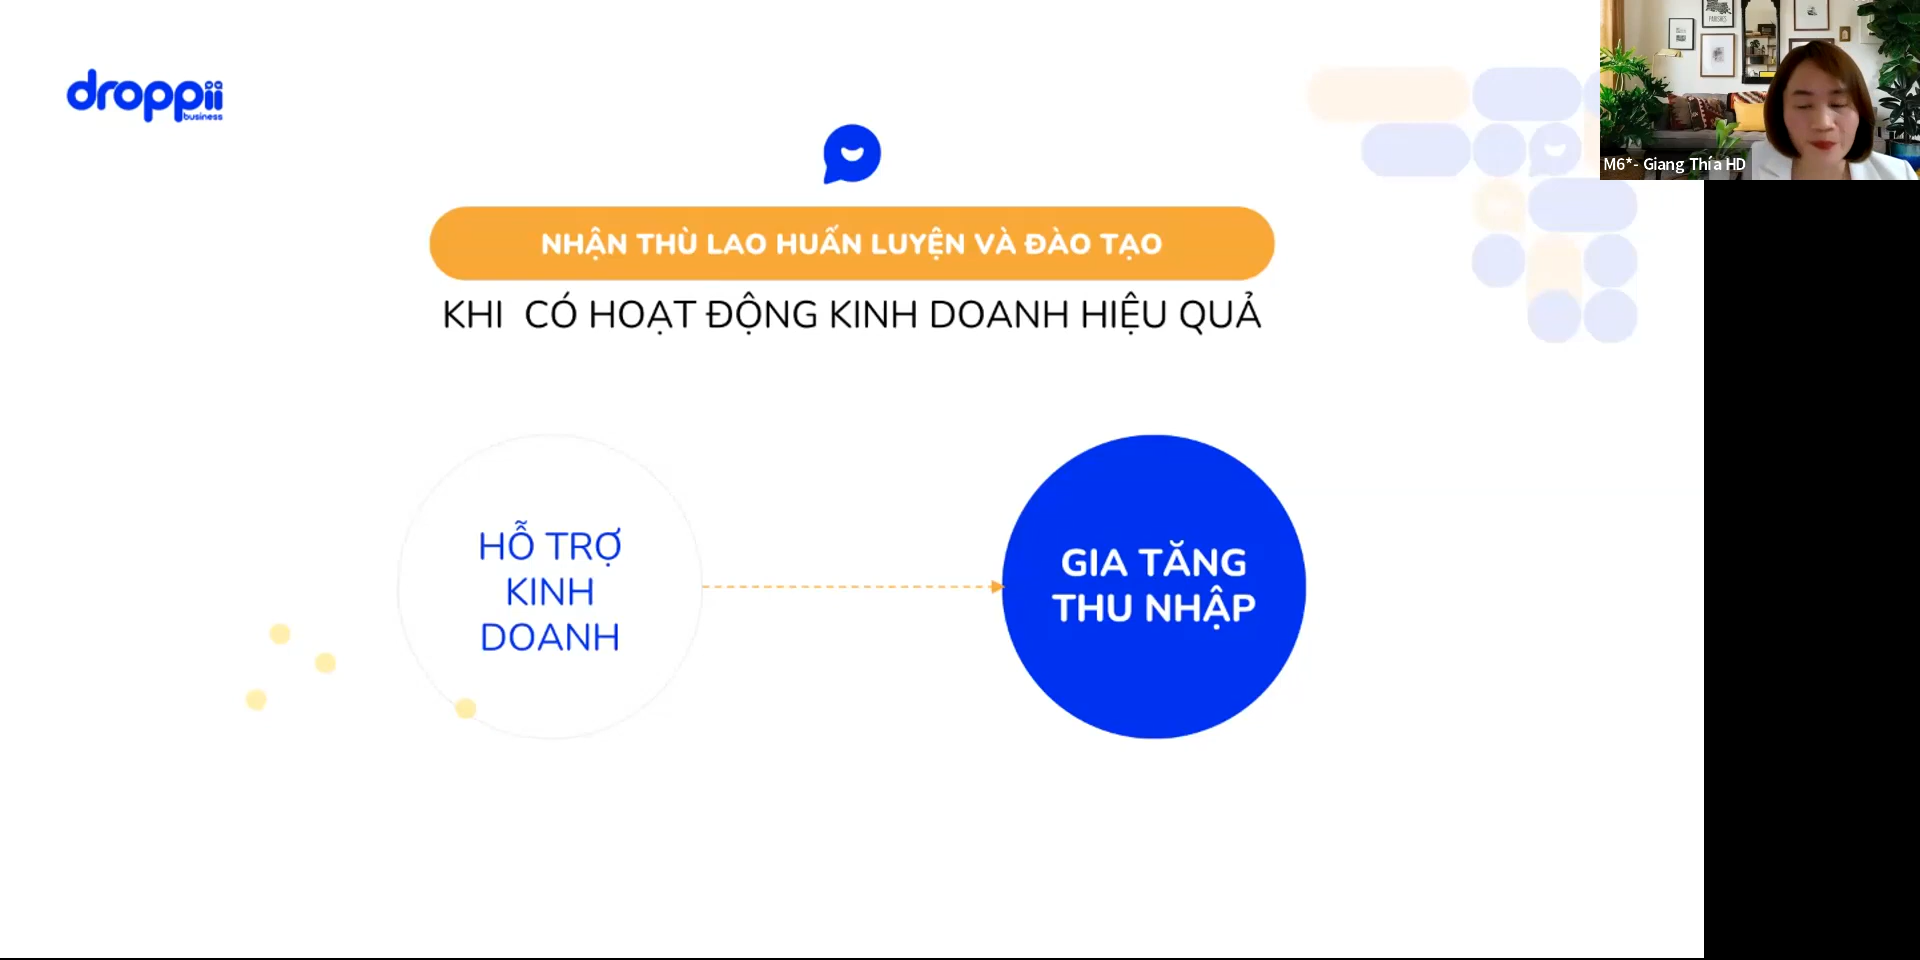 droppii
business
NHẬN THÙ LAO HUẤN LUYỆN VÀ ĐÀO TẠO
KHI CÓ HOẠT ĐỘNG KINH DOANH HIỆU QUẢ
HỖ TRỢ
KINH
DOANH
GIA TĂNG
THU NHẬP
M6*- Giang Thía HD